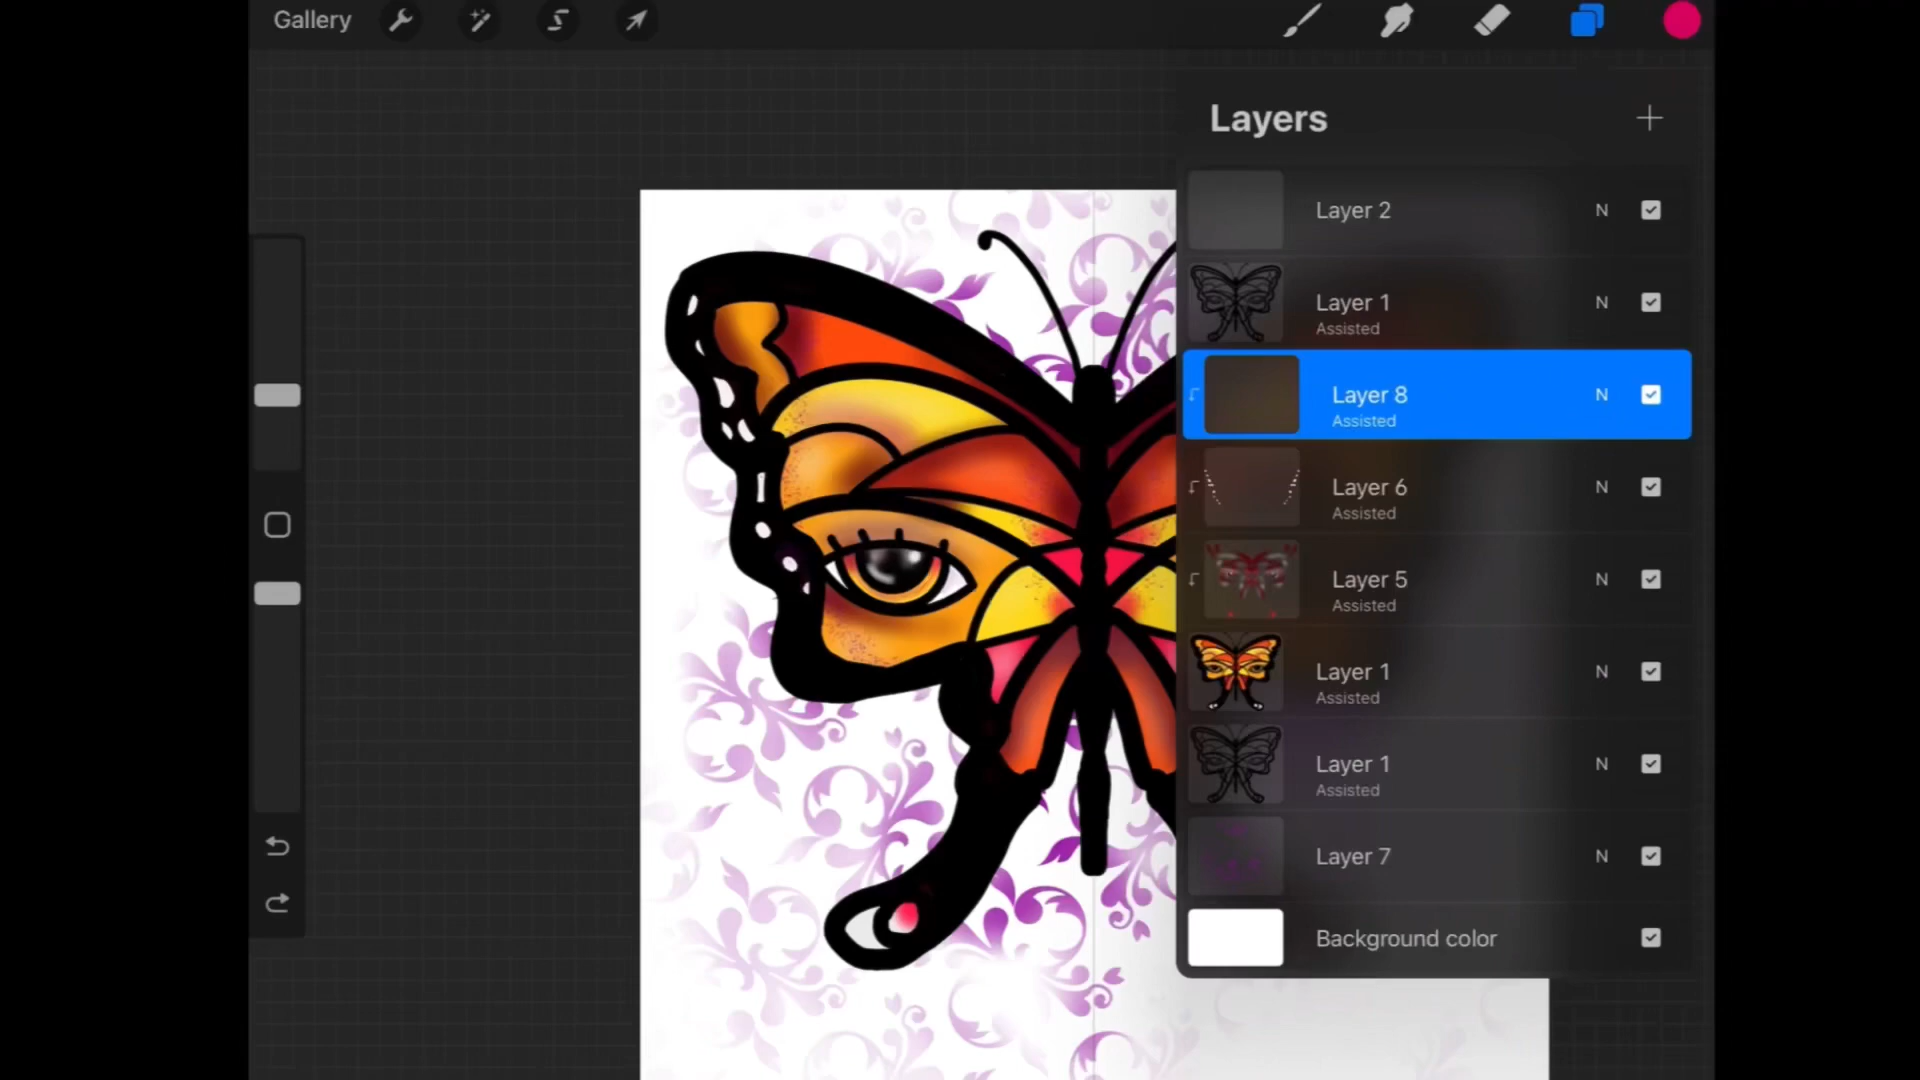 Gallery
Layers
Layer 2 N
Layer 1 N
Assisted
Layer 8 N
Assisted
Layer 6 N
Assisted
Layer 5 N
Assisted
Layer 1 N
Assisted
Layer 1 N
Assisted
Layer 7 N
Background color